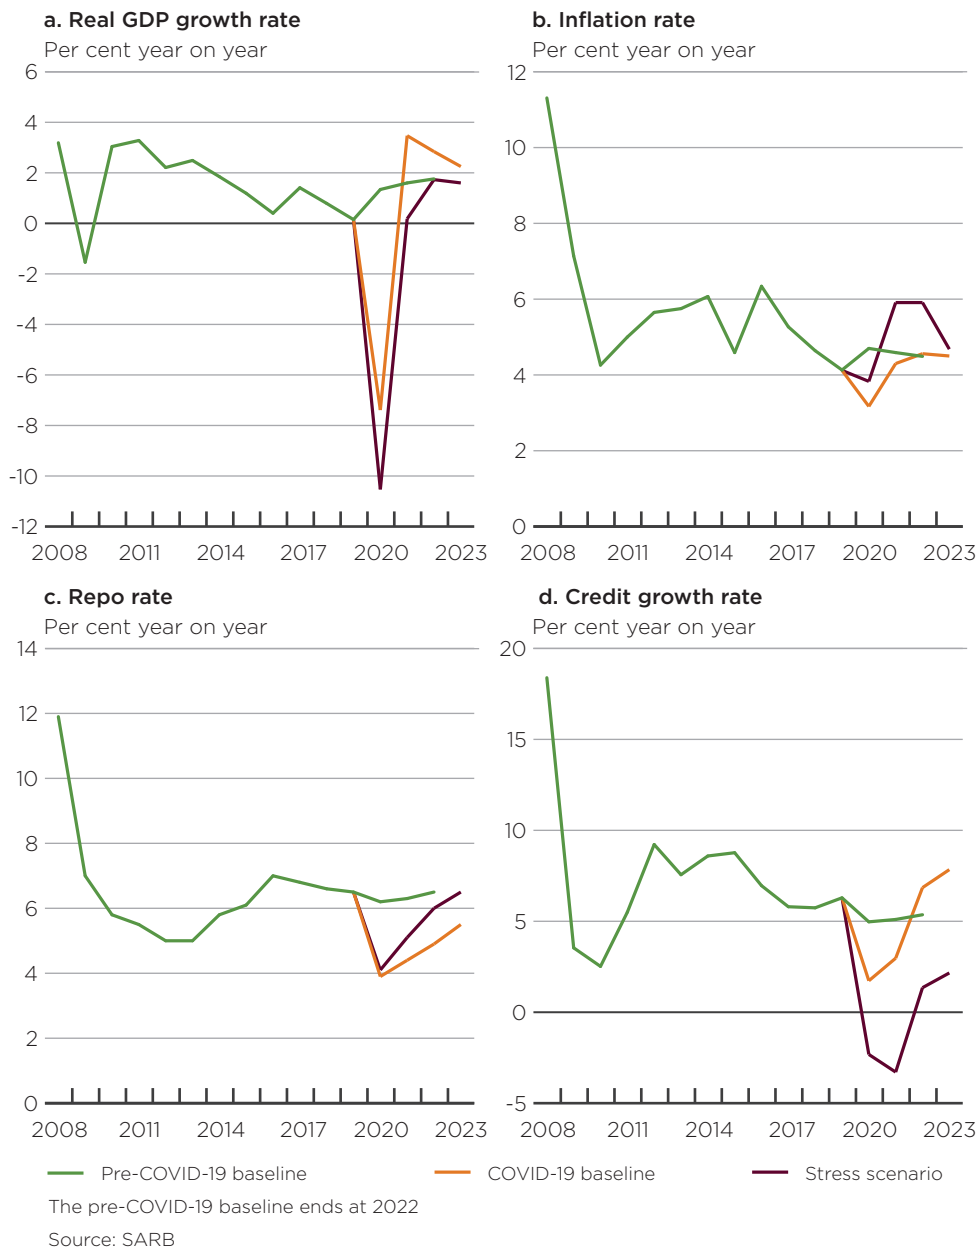 a. Real GDP growth rate
Per cent year on year
6
4
2
0
-2
-4
-6
-8
-10
-12
2008 2011 2014 2017 2020 2023
b. Inflation rate
Per cent year on year
12
10
8
6
4
2
0
2008 2011 2014 2017 2020 2023
c. Repo rate
Per cent year on year
14
12
10
8
6
4
2
0
2008 2011 2014 2017 2020 2023
d. Credit growth rate
Per cent year on year
20
15
10
5
0
-5
2008 2011 2014 2017 2020 2023
Pre-COVID-19 baseline COVID-19 baseline Stress scenario
The pre-COVID-19 baseline ends at 2022
Source: SARB